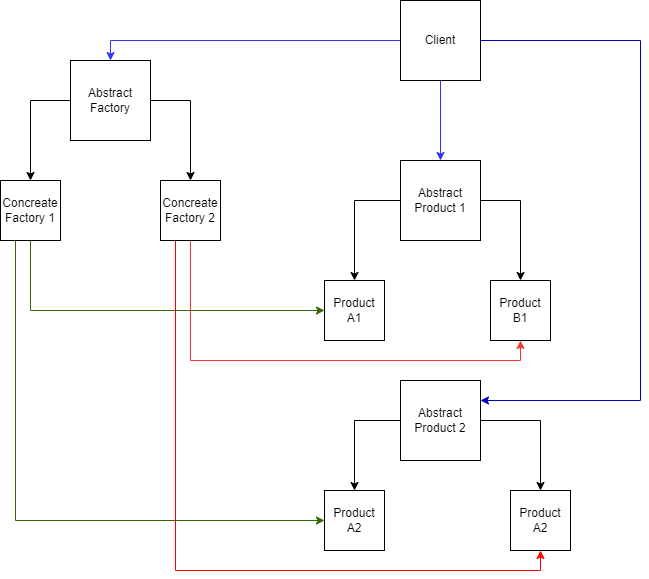 Client
Abstract
Factory
Concreate
Factory 1
Concreate
Factory 2
Abstract
Product 1
Product
A1
Product
B1
Abstract
Product 2
Product
A2
Product
A2